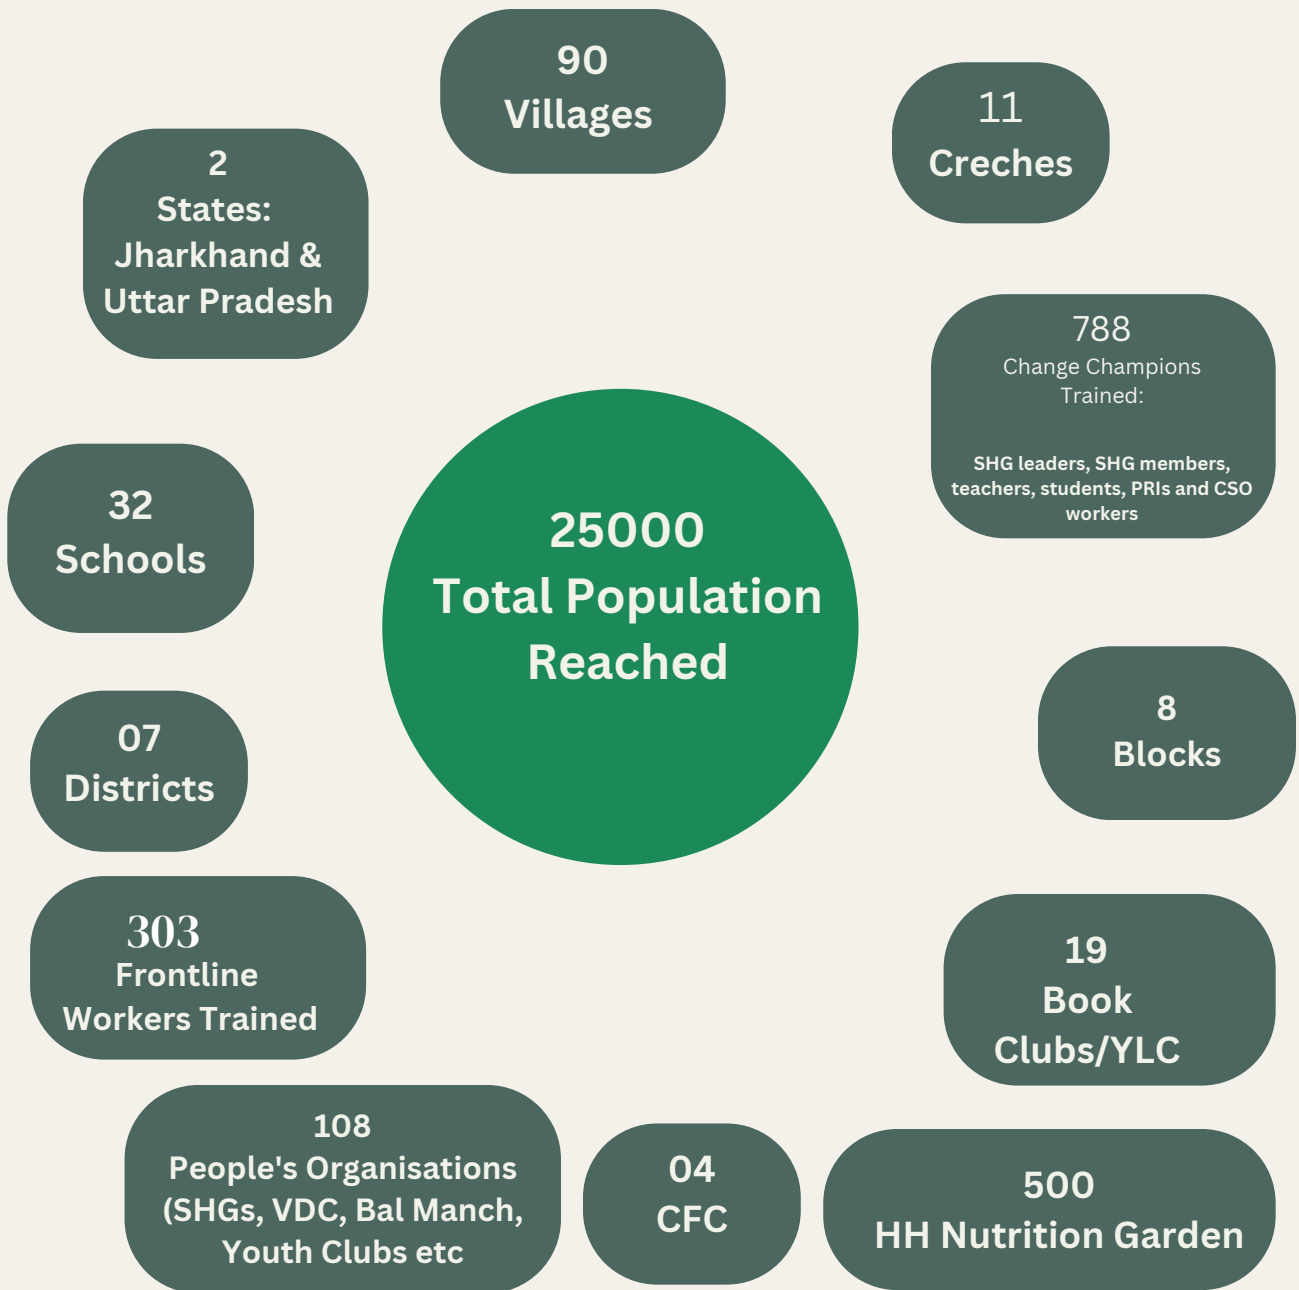 90
Villages
11
Creches
2
States:
Jharkhand &
Uttar Pradesh
788
Change Champions
Trained:
SHG leaders, SHG members,
teachers, students, PRIs and CSO
workers
32
Schools
25000
Total Population
Reached
8
Blocks
07
Districts
303
Frontline
Workers Trained
19
Book
Clubs/YLC
108
People's Organisations
(SHGs, VDC, Bal Manch,
Youth Clubs etc
04
CFC
500
HH Nutrition Garden